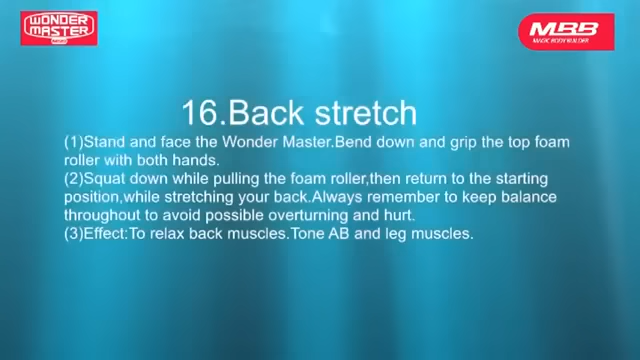 WONDER
MASTER
MBB
MAGIC BODYBUILDER
16.Back stretch
(1)Stand and face the Wonder Master.Bend down and grip the top foam
roller with both hands.
(2)Squat down while pulling the foam roller,then return to the starting
position,while stretching your back.Always remember to keep balance
throughout to avoid possible overturning and hurt.
(3)Effect:To relax back muscles.Tone AB and leg muscles.